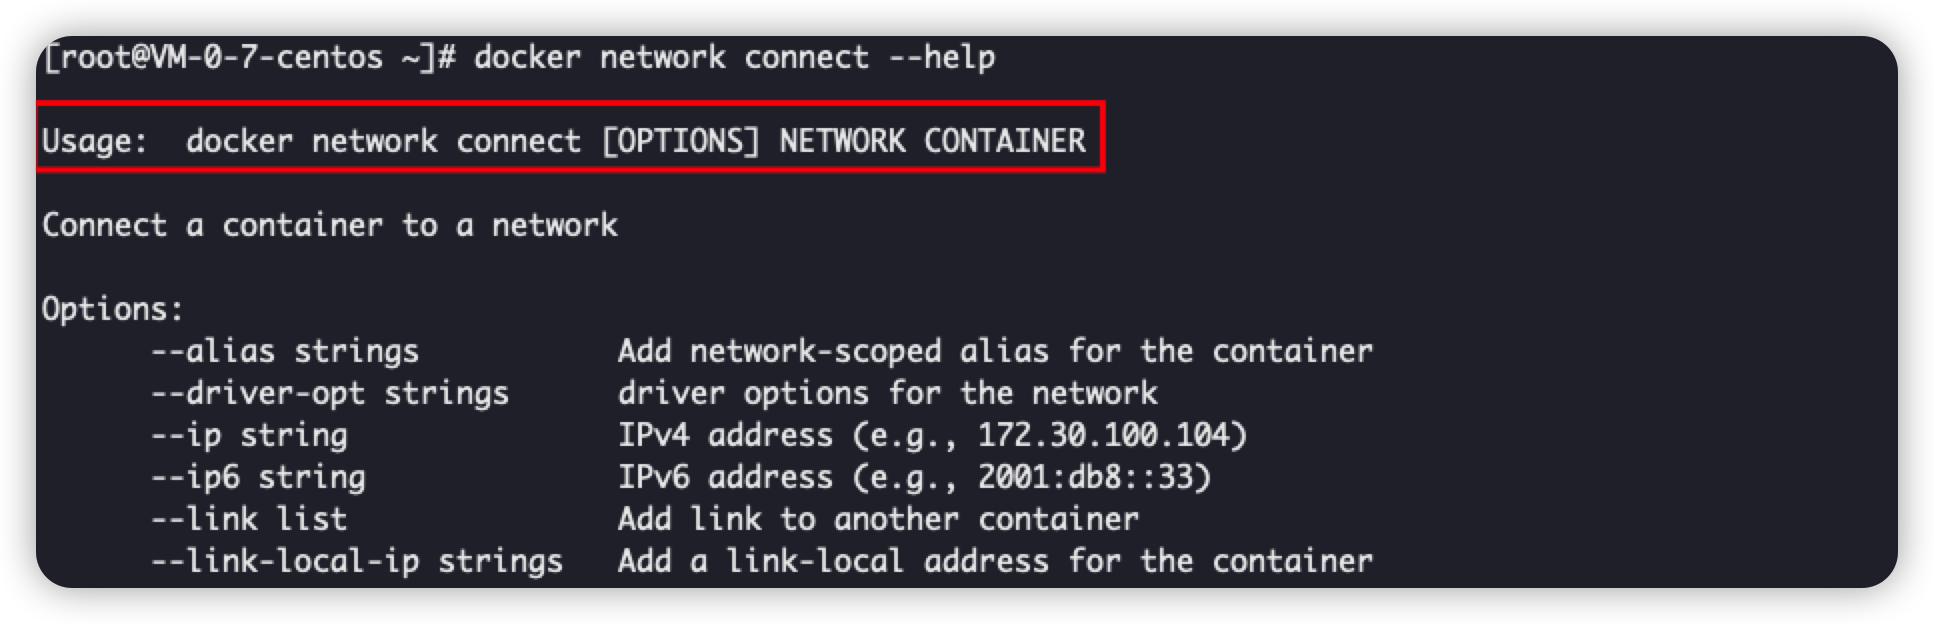 [root@VM-0-7-centos ~]# docker network connect --help
Usage:  docker network connect [OPTIONS] NETWORK CONTAINER
Connect a container to a network
Options:
      --alias strings           Add network-scoped alias for the container
      --driver-opt strings      driver options for the network
      --ip string               IPv4 address (e.g., 172.30.100.104)
      --ip6 string              IPv6 address (e.g., 2001:db8::33)
      --link list               Add link to another container
      --link-local-ip strings   Add a link-local address for the container